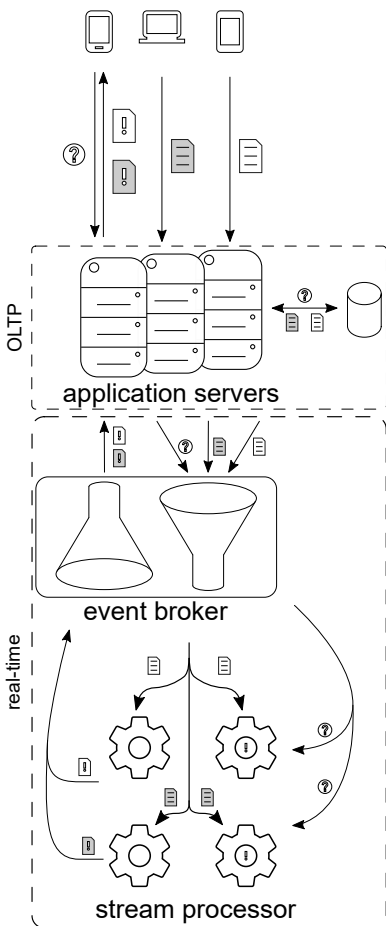 ?
!
!
OLTP
?
application servers
!
!
?
event broker
real-time
!
?
!
?
!
!
stream processor